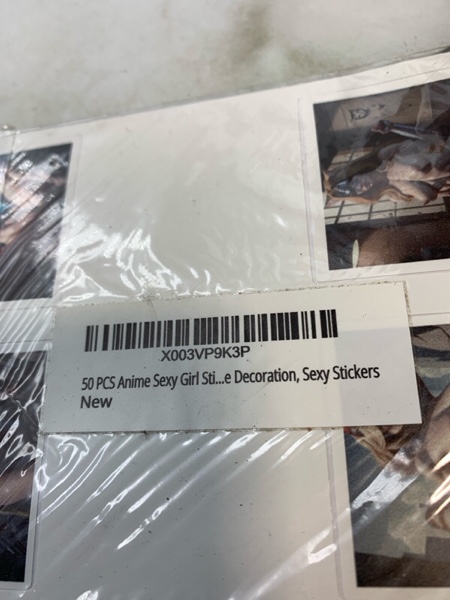 X003VP9K3P
50 PCS Anime Sexy Girl Sti...e Decoration, Sexy Stickers
New